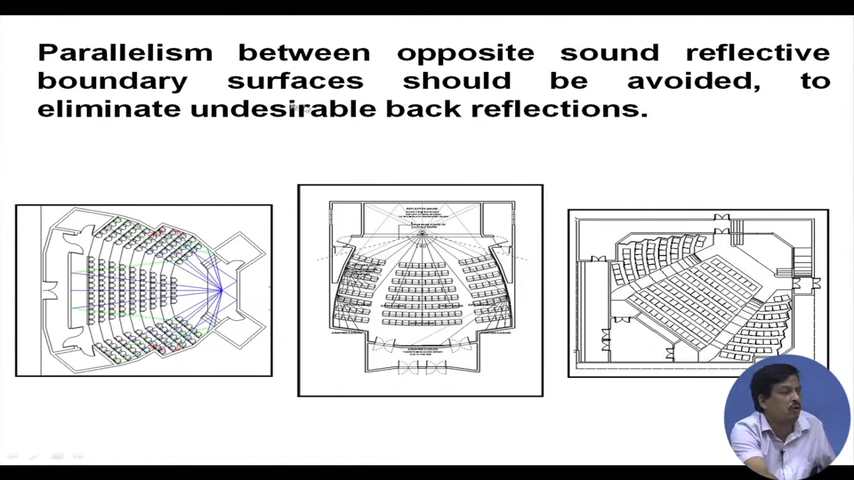 Parallelism between opposite sound reflective
boundary surfaces should be avoided, to
eliminate undesirable back reflections.